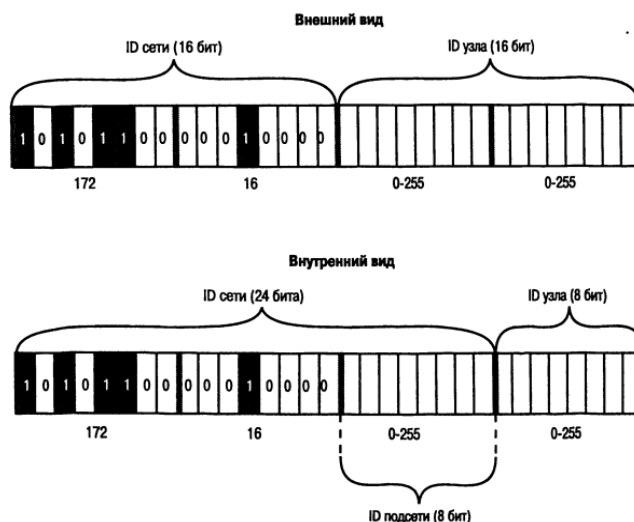 Внешний вид
ID сети (16 бит) ID узла (16 бит)
1 0 1 0 1 1 0 0 0 0 0 1 0 0 0 0
172 16 0-255 0-255
Внутренний вид
ID сети (24 бита) ID узла (8 бит)
1 0 1 0 1 1 0 0 0 0 0 1 0 0 0 0
172 16 0-255 0-255
ID подсети (8 бит)